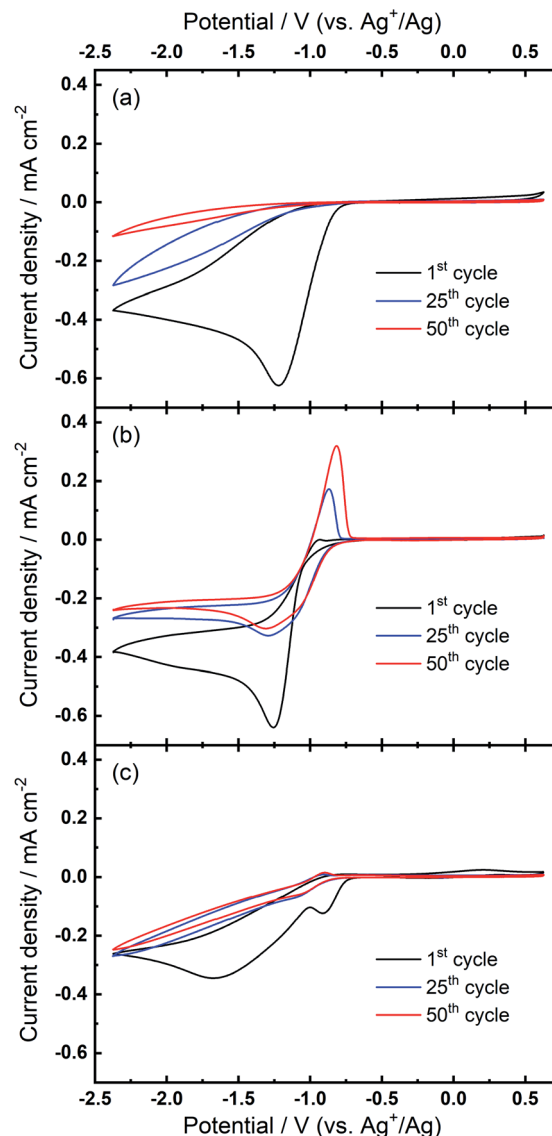 Potential / V (vs. Ag⁺/Ag)
-2.5 -2.0 -1.5 -1.0 -0.5 0.0 0.5
(a)
0.4
0.2
0.0
-0.2
-0.4
-0.6
Current density / mA cm⁻²
1ˢᵗ cycle
25ᵗʰ cycle
50ᵗʰ cycle
(b)
0.4
0.2
0.0
-0.2
-0.4
-0.6
Current density / mA cm⁻²
1ˢᵗ cycle
25ᵗʰ cycle
50ᵗʰ cycle
(c)
0.4
0.2
0.0
-0.2
-0.4
-0.6
Current density / mA cm⁻²
1ˢᵗ cycle
25ᵗʰ cycle
50ᵗʰ cycle
-2.5 -2.0 -1.5 -1.0 -0.5 0.0 0.5
Potential / V (vs. Ag⁺/Ag)